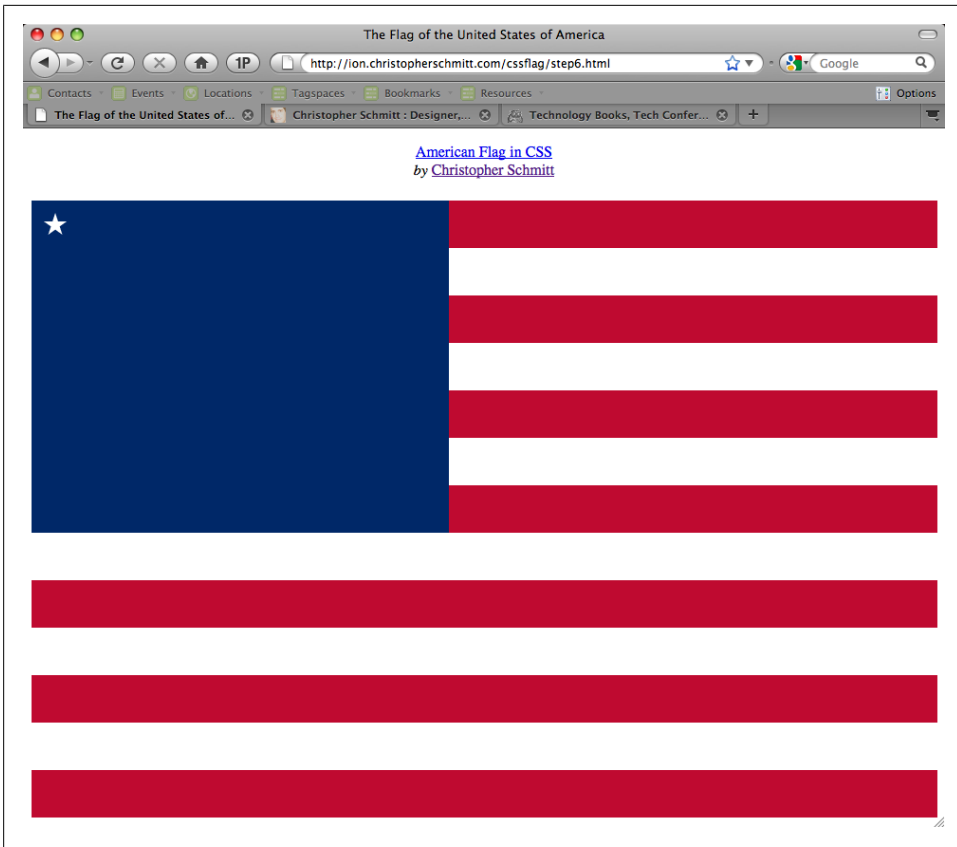 The Flag of the United States of America
1P http://ion.christopherschmitt.com/cssflag/step6.html Google
Contacts Events Locations Tagspaces Bookmarks Resources Options
The Flag of the United States of... Christopher Schmitt : Designer,... Technology Books, Tech Confer... +
American Flag in CSS
by Christopher Schmitt